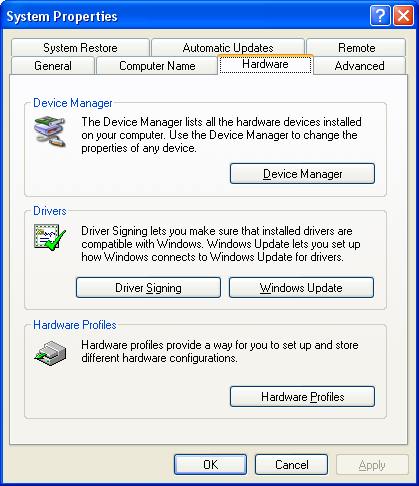 System Properties
System Restore Automatic Updates Remote
General Computer Name Hardware Advanced
Device Manager
The Device Manager lists all the hardware devices installed
on your computer. Use the Device Manager to change the
properties of any device.
Device Manager
Drivers
Driver Signing lets you make sure that installed drivers are
compatible with Windows. Windows Update lets you set up
how Windows connects to Windows Update for drivers.
Driver Signing Windows Update
Hardware Profiles
Hardware profiles provide a way for you to set up and store
different hardware configurations.
Hardware Profiles
OK Cancel Apply